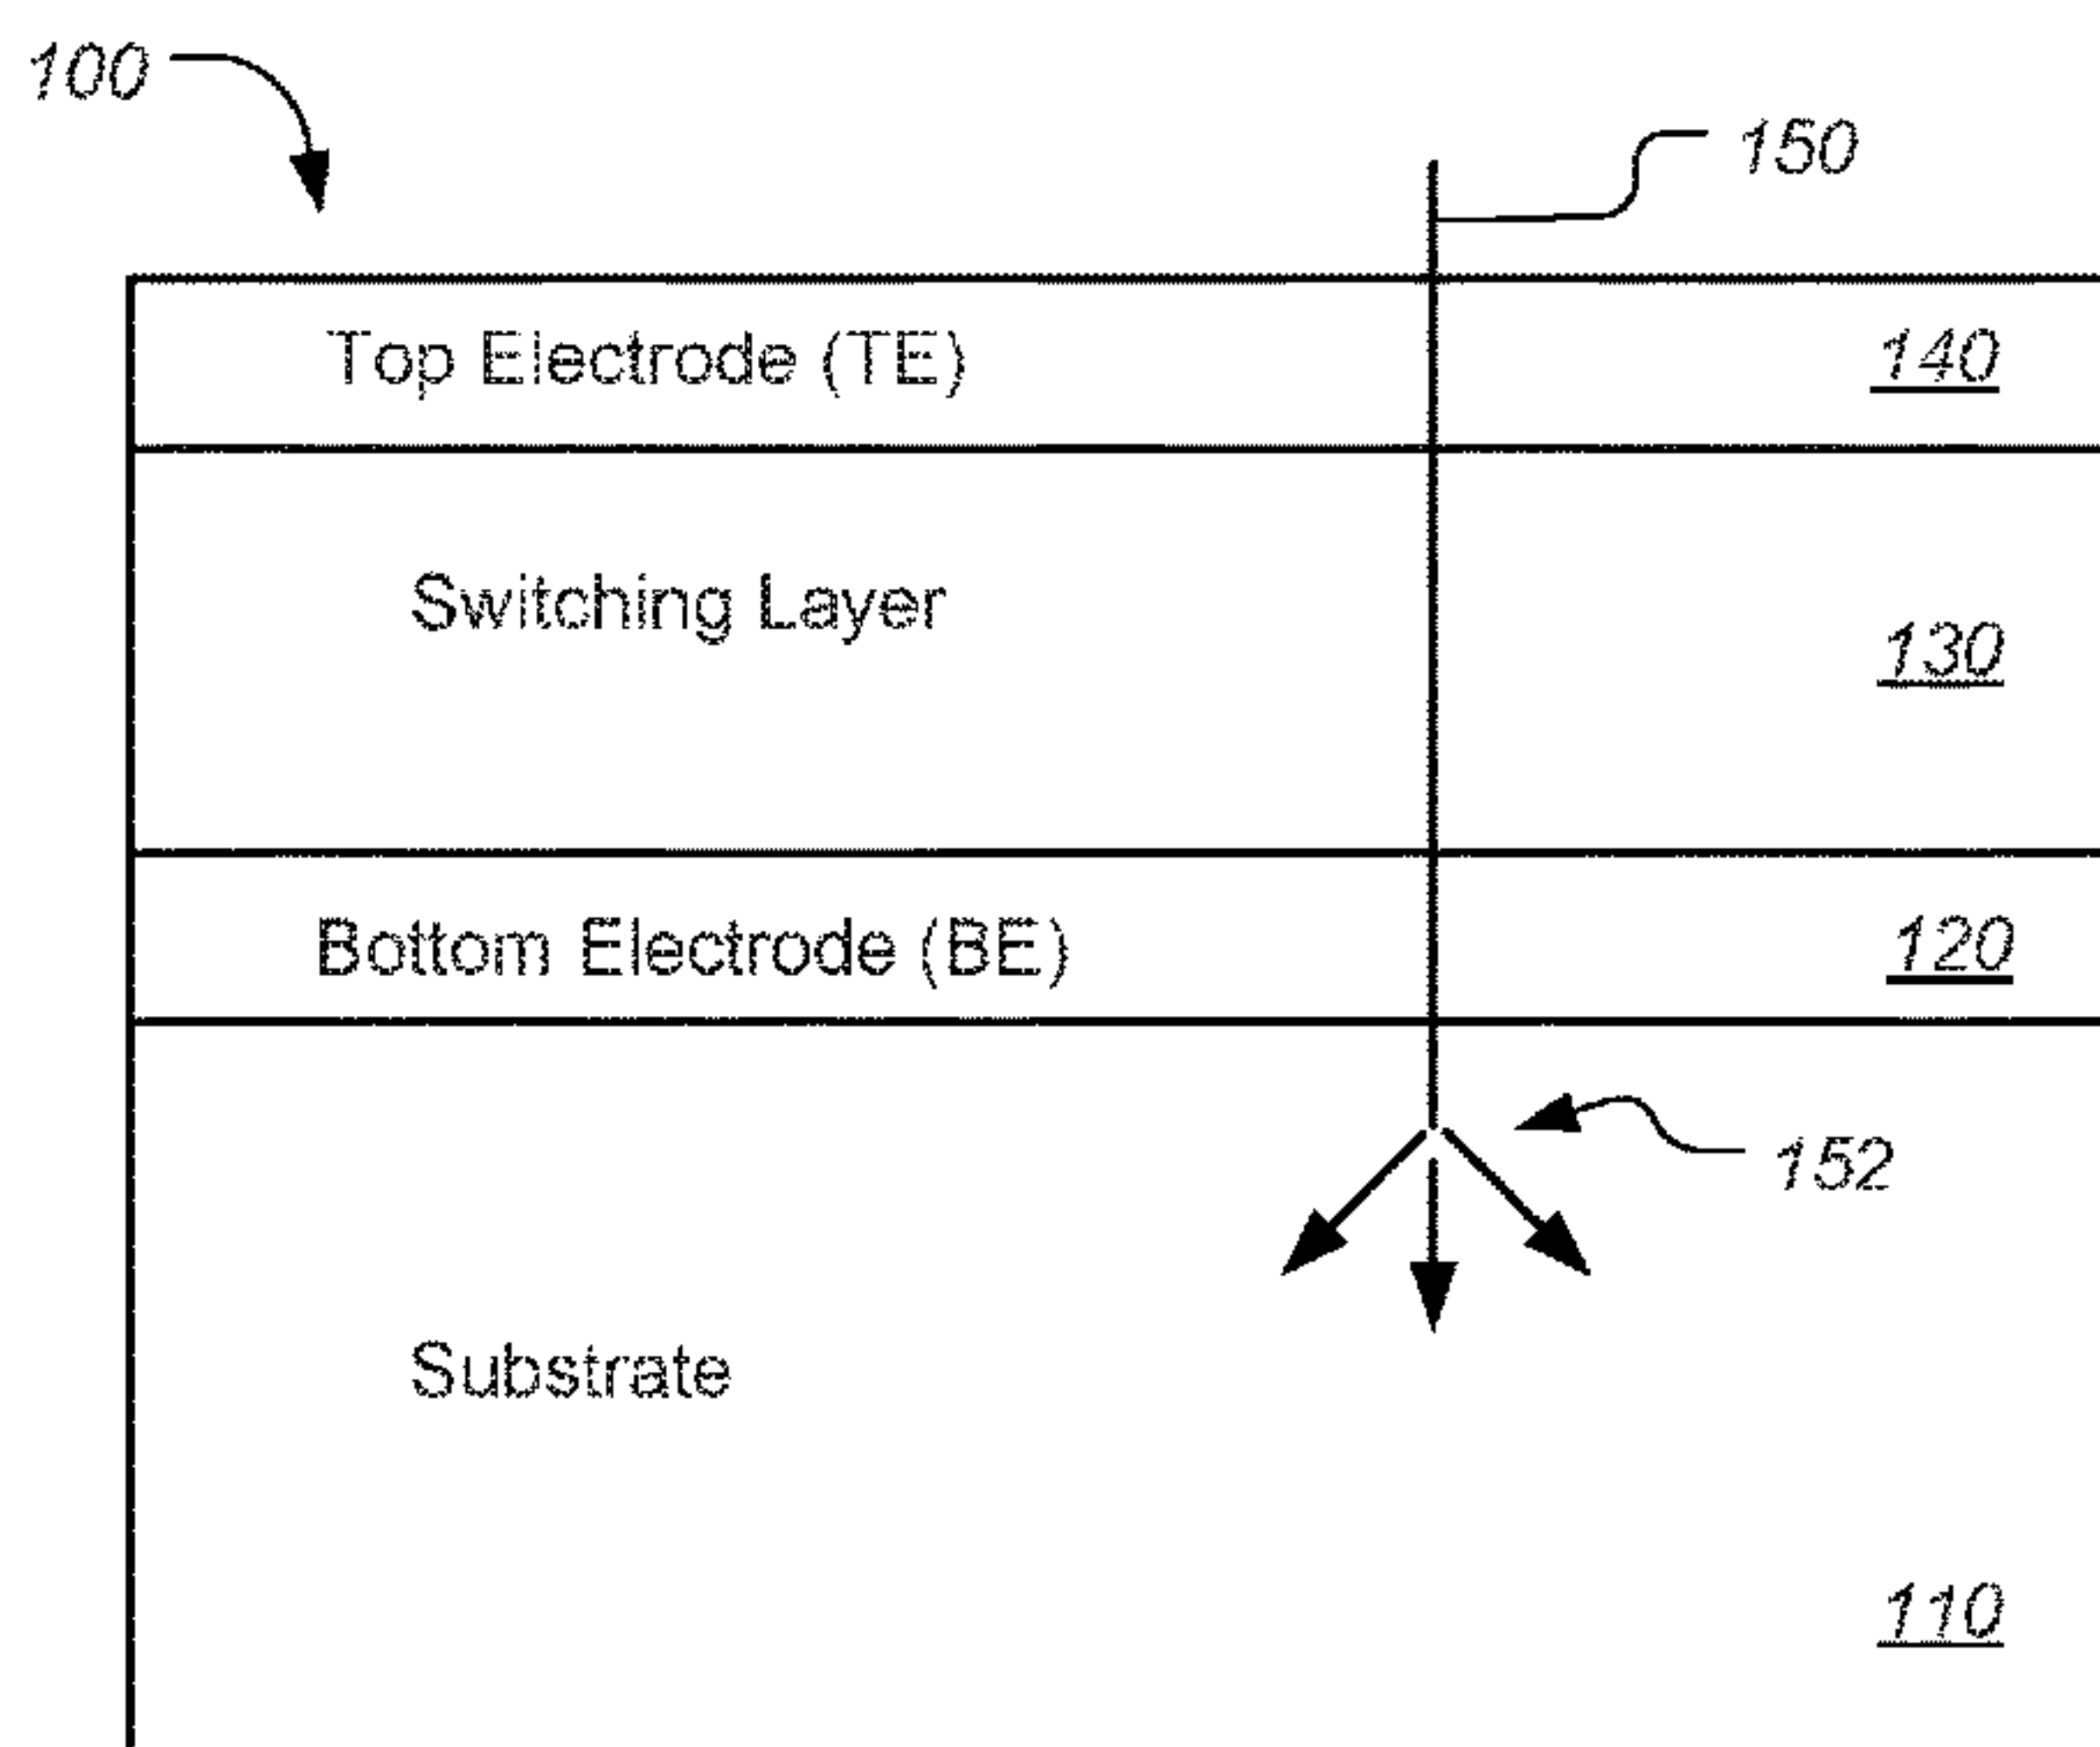 100
150
Top Electrode (TE) 140
Switching Layer
130
Bottom Electrode (BE) 120
152
Substrate
110